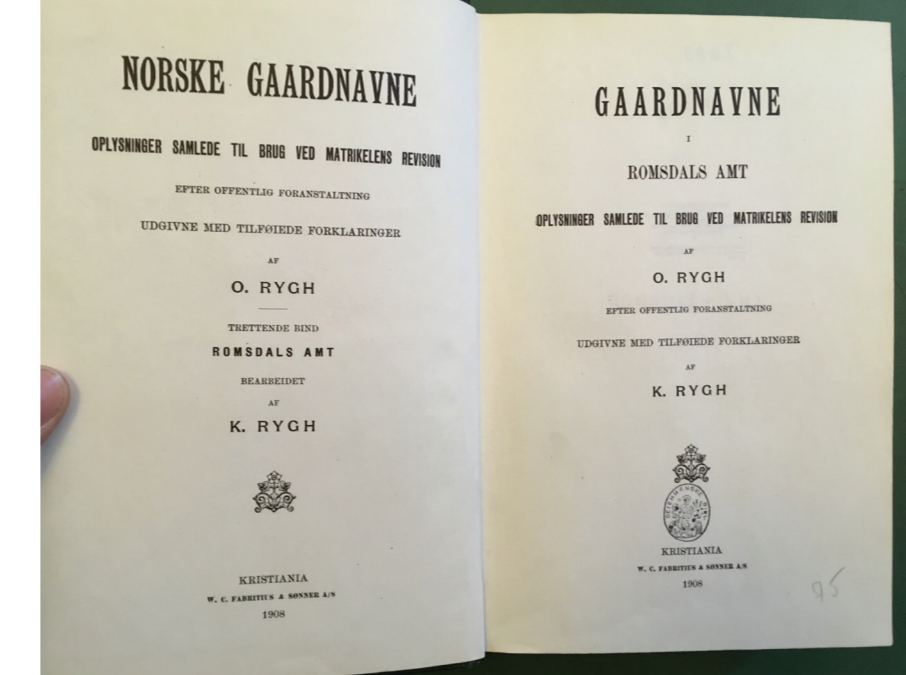 NORSKE GAARDNAVNE
OPLYSNINGER SAMLEDE TIL BRUG VED MATRIKELENS REVISION
EFTER OFFENTLIG FORANSTALTNING
UDGIVNE MED TILFØIEDE FORKLARINGER
AF
O. RYGH
TRETTENDE BIND
ROMSDALS AMT
BEARBEIDET
AF
K. RYGH
KRISTIANIA
W. C. FABRITIUS & SØNNER A/S
1908
GAARDNAVNE
I
ROMSDALS AMT
OPLYSNINGER SAMLEDE TIL BRUG VED MATRIKELENS REVISION
AF
O. RYGH
EFTER OFFENTLIG FORANSTALTNING
UDGIVNE MED TILFØIEDE FORKLARINGER
AF
K. RYGH
KRISTIANIA
W. C. FABRITIUS & SØNNER A/S
1908